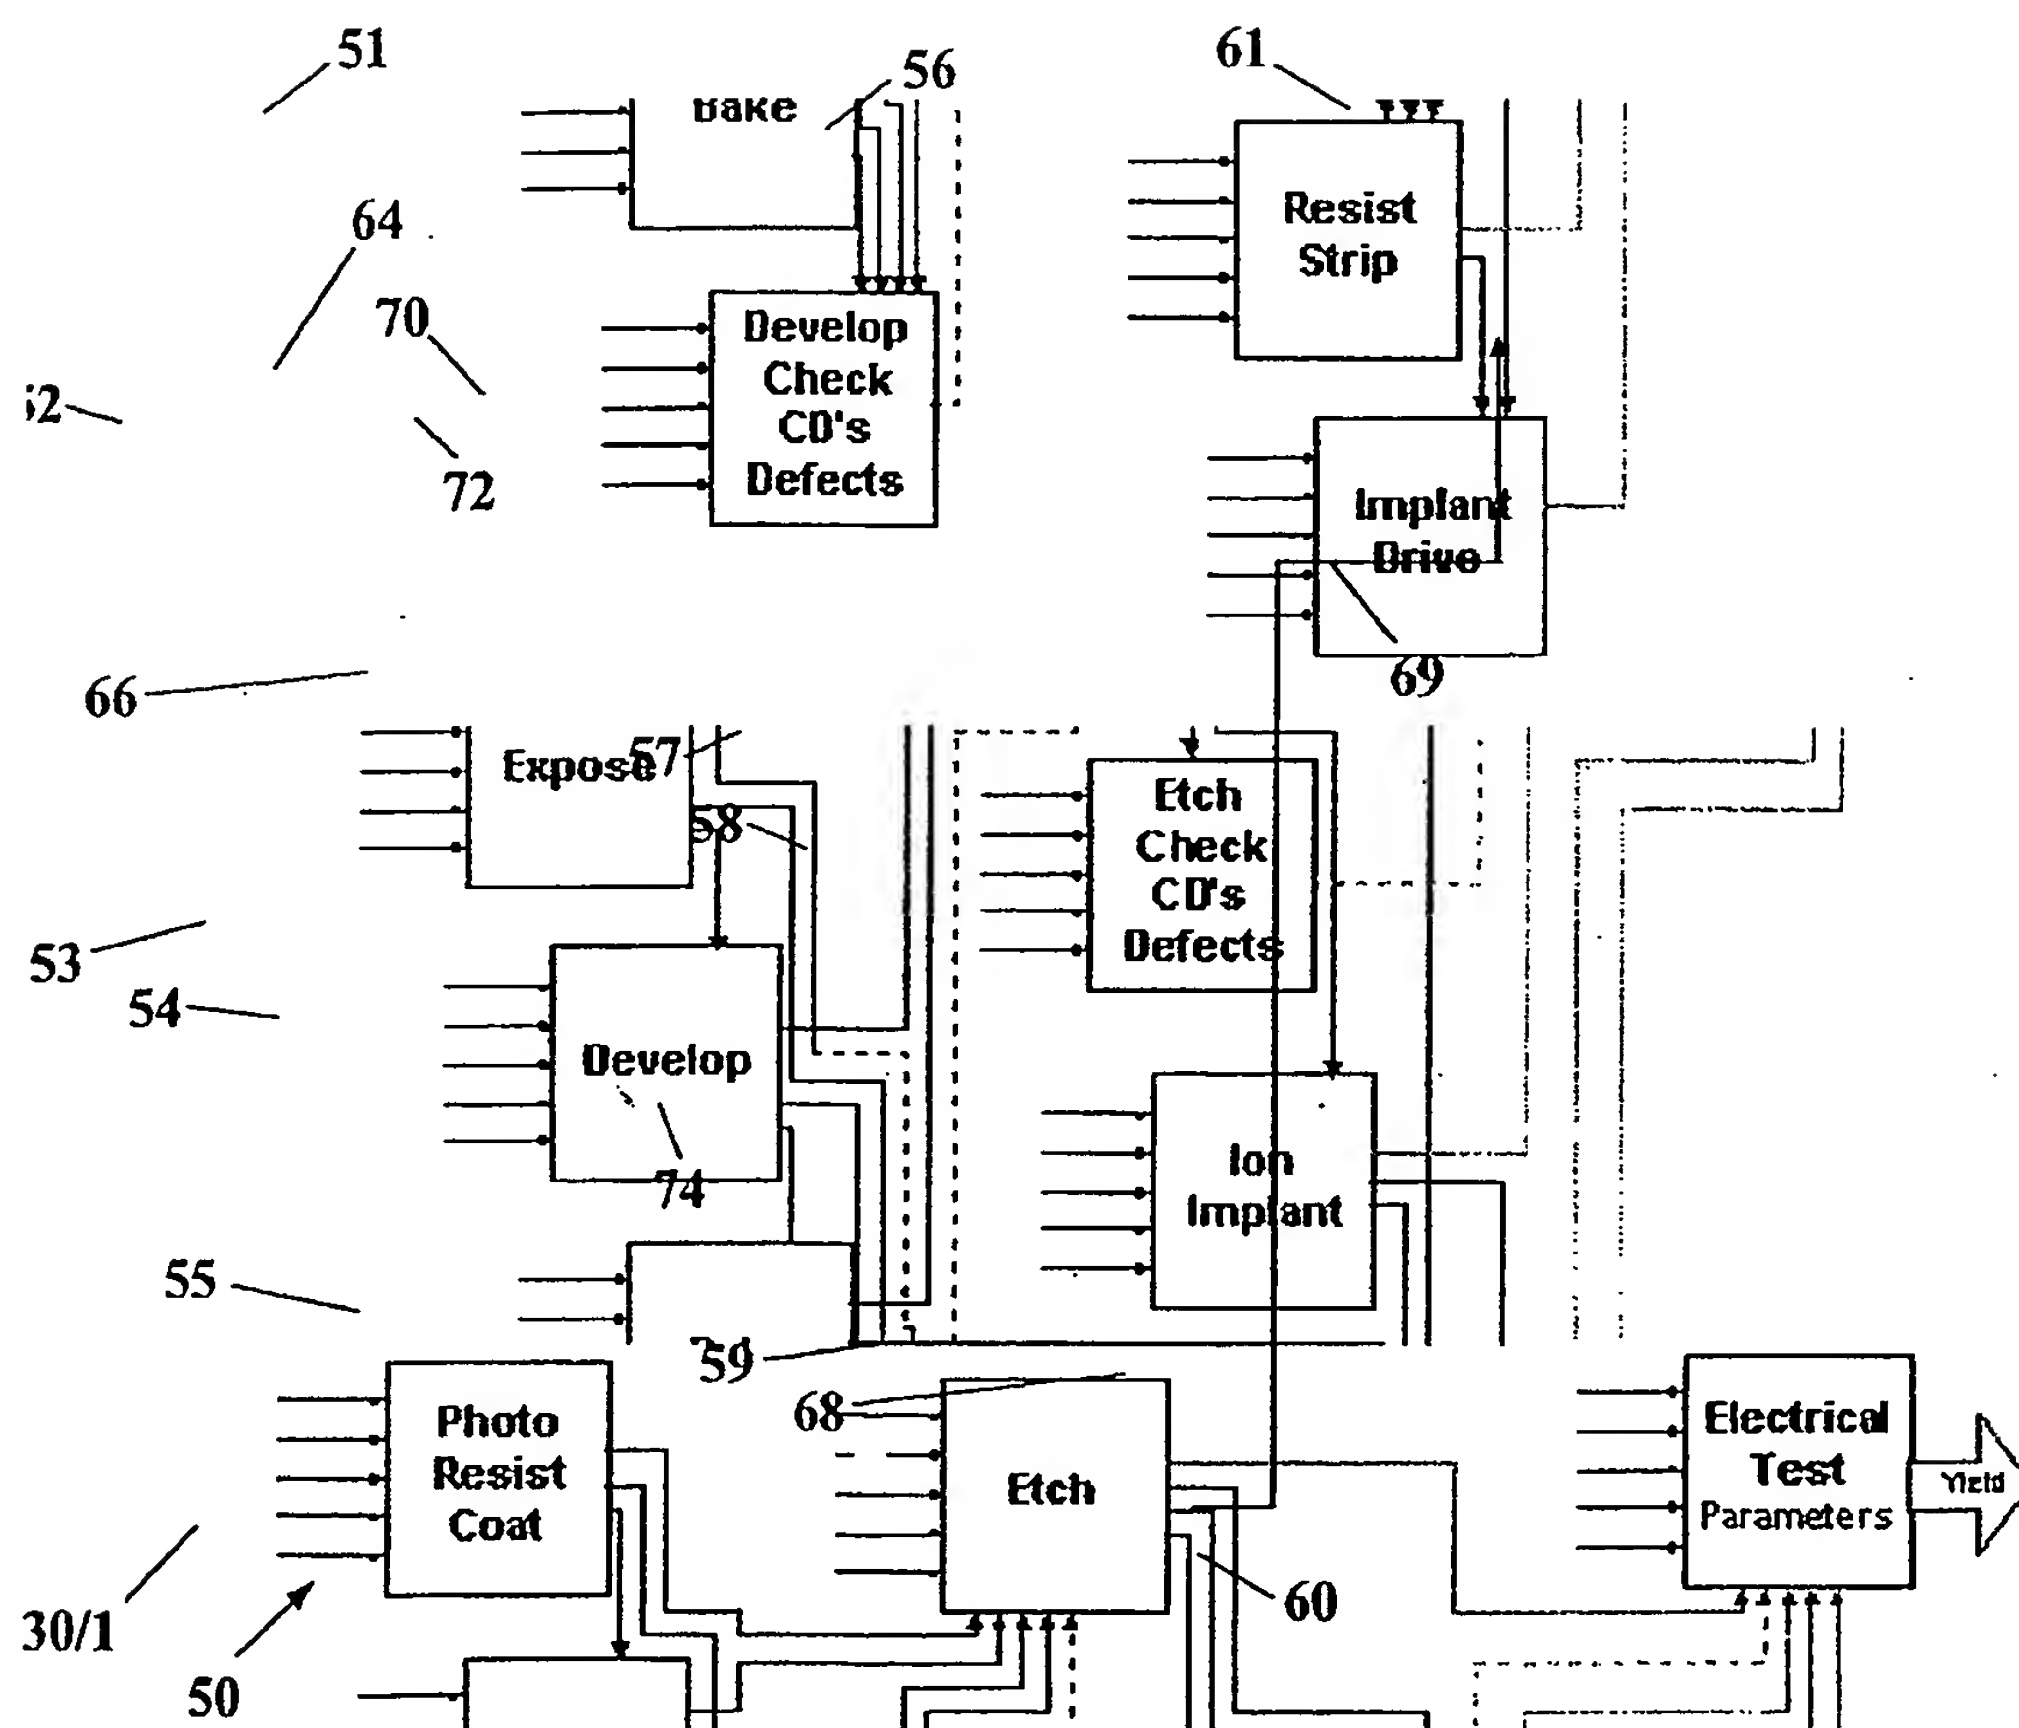 51
56
61
Bake
Resist
Strip
64
70
Develop
Check
CD's
Defects
72
Implant
Drive
69
66
57
Expose
58
Etch
Check
CD's
Defects
53
54
Develop
74
Ion
Implant
55
59
68
Photo
Resist
Coat
Etch
Electrical
Test
Parameters
Yield
60
30/1
50